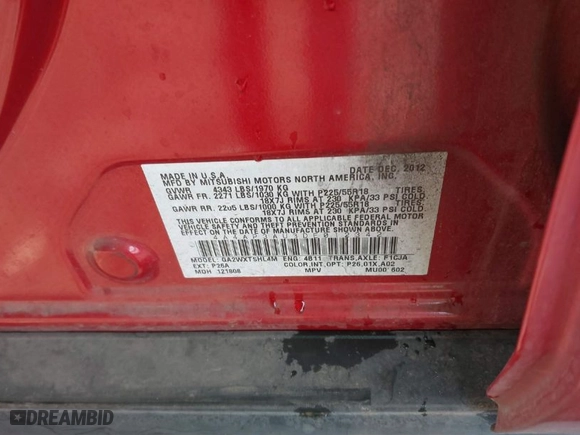 MADE IN U.S.A. DATE DEC, 2012
MFD BY MITSUBISHI MOTORS NORTH AMERICA, INC.
GVWR 4343 LBS/1970 KG
GAWR FR. 2271 LBS/1030 KG WITH P225/55R18 TIRES,
18X7J RIMS AT 230 KPA/33 PSI COLD
GAWR RR. 2205 LBS/1000 KG WITH P225/55R18 TIRES,
18X7J RIMS AT 230 KPA/33 PSI COLD.
THIS VEHICLE CONFORMS TO ALL APPLICABLE FEDERAL MOTOR
VEHICLE SAFETY AND THEFT PREVENTION STANDARDS IN
EFFECT ON THE DATE OF MANUFACTURE SHOWN ABOVE.
GA2WXTSHL4M ENG: 4B11 TRANS,AXLE: F1CJA
EXT: P26A COLOR,INT,OPT: P26,01X,A02
MDH 121808 MPV MU00 602
DREAMBID